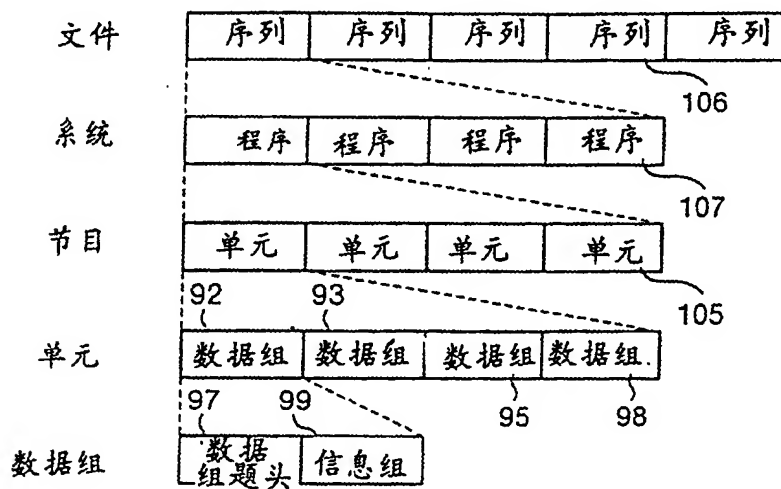 文件 序列 序列 序列 序列 序列
106
系统 程序 程序 程序 程序
107
节目 单元 单元 单元 单元
105
92 93
单元 数据组 数据组 数据组 数据组
95 98
97 99
数据组 数据组题头 信息组